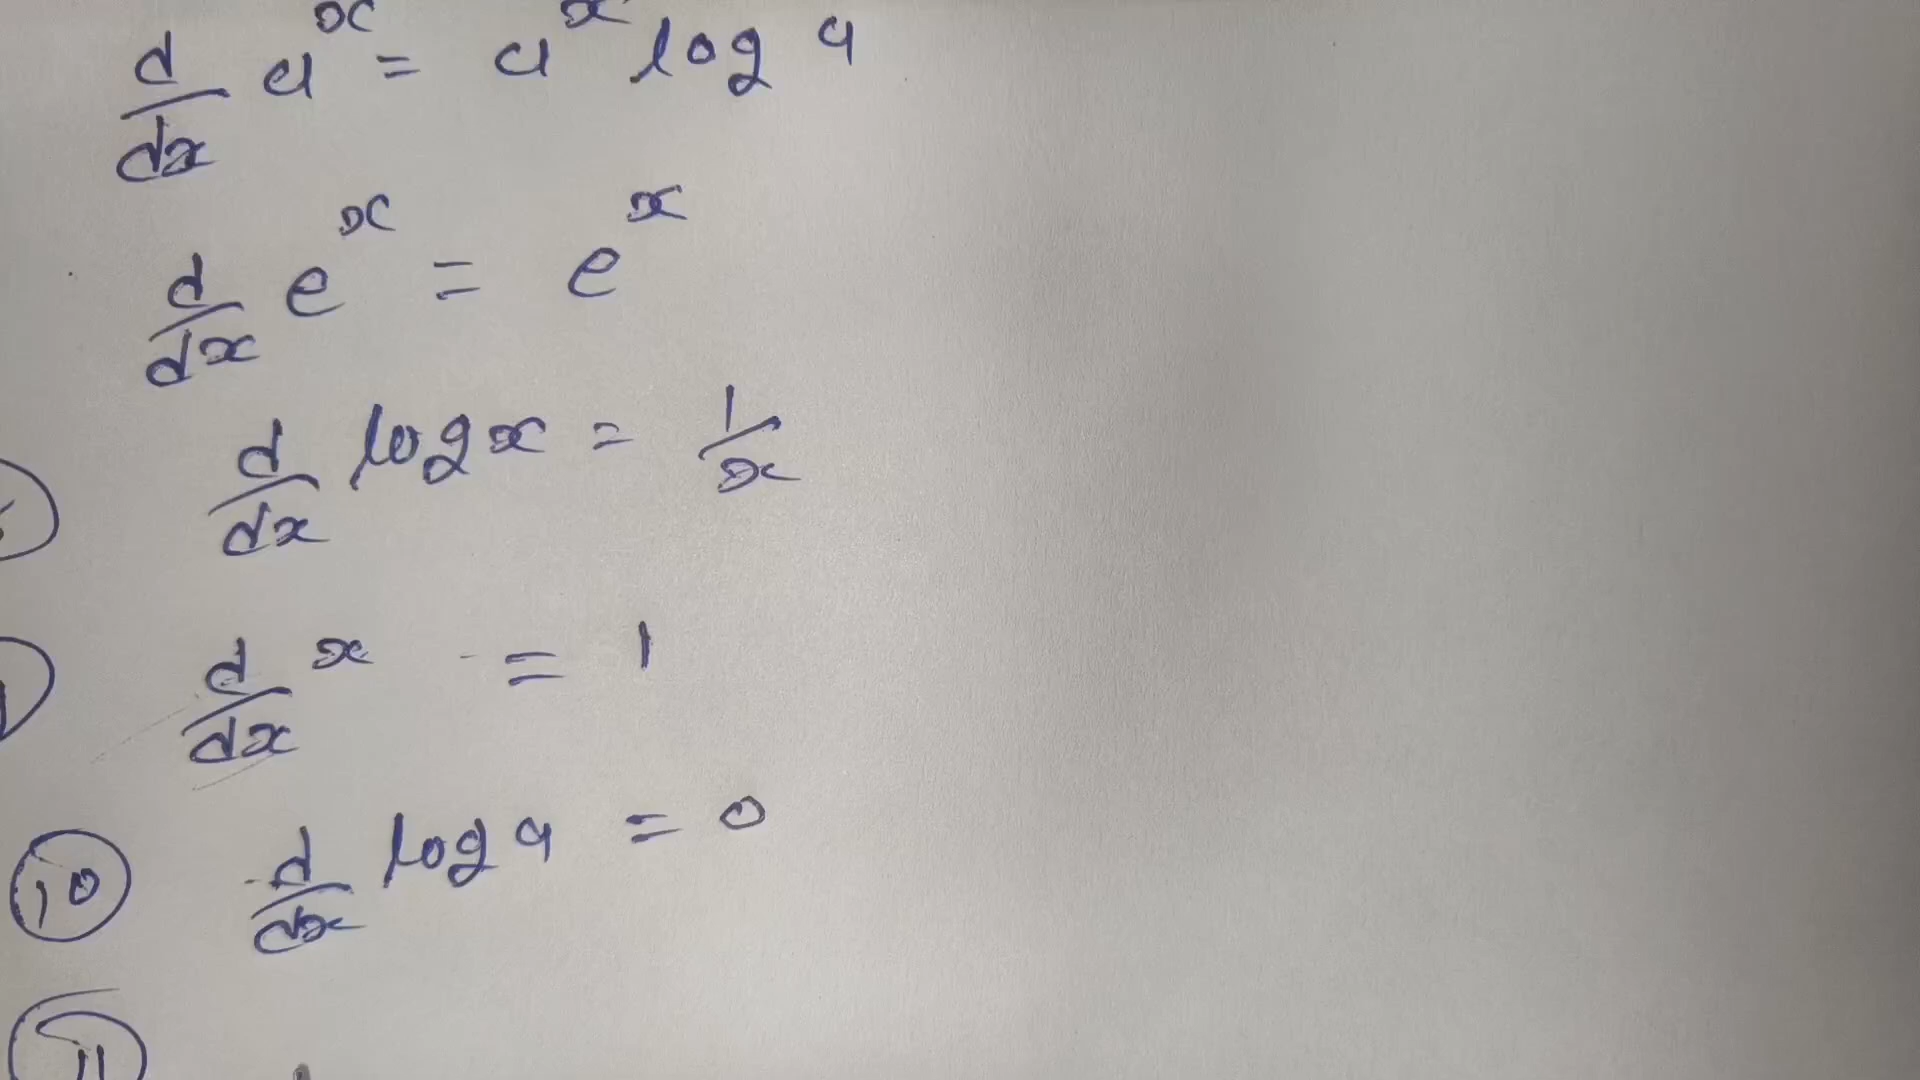 d/dx a^x = a^x log a
d/dx e^x = e^x
d/dx log x = 1/x
d/dx x = 1
10 d/dx log a = 0
11